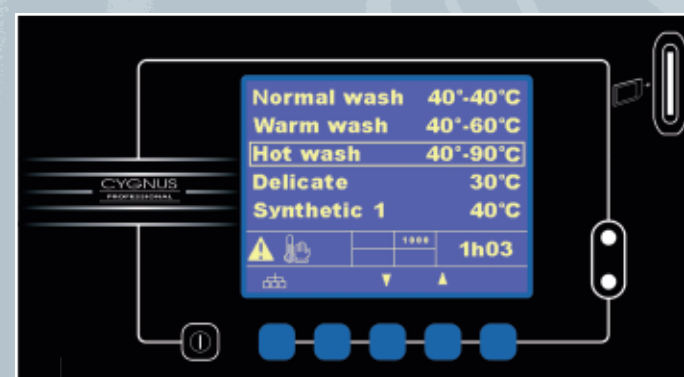 Normal wash 40°-40°C
Warm wash 40°-60°C
Hot wash 40°-90°C
Delicate 30°C
Synthetic 1 40°C
1000
1h03
CYGNUS
PROFESSIONAL